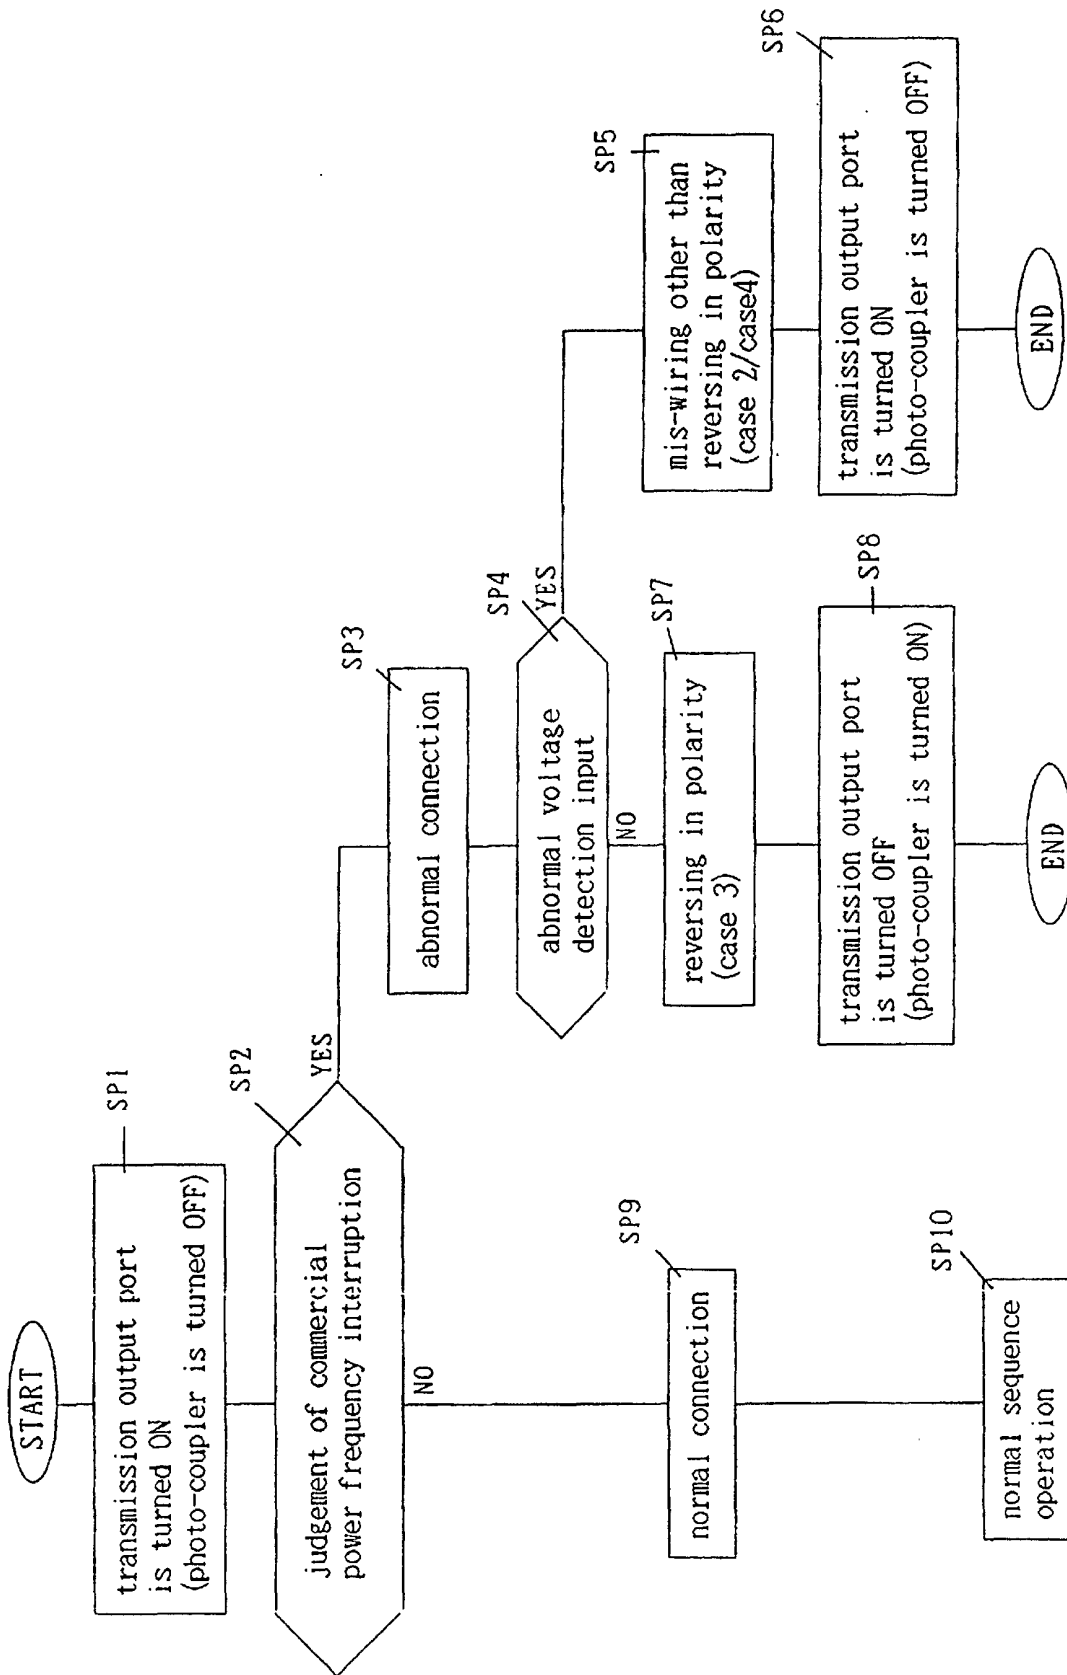 START
SP1
transmission output port
is turned ON
(photo-coupler is turned OFF)
SP2
judgement of commercial
power frequency interruption
YES
NO
SP3
abnormal connection
SP4
abnormal voltage
detection input
YES
NO
SP5
mis-wiring other than
reversing in polarity
(case 2/case4)
SP6
transmission output port
is turned ON
(photo-coupler is turned OFF)
END
SP7
reversing in polarity
(case 3)
SP8
transmission output port
is turned OFF
(photo-coupler is turned ON)
END
SP9
normal connection
SP10
normal sequence
operation